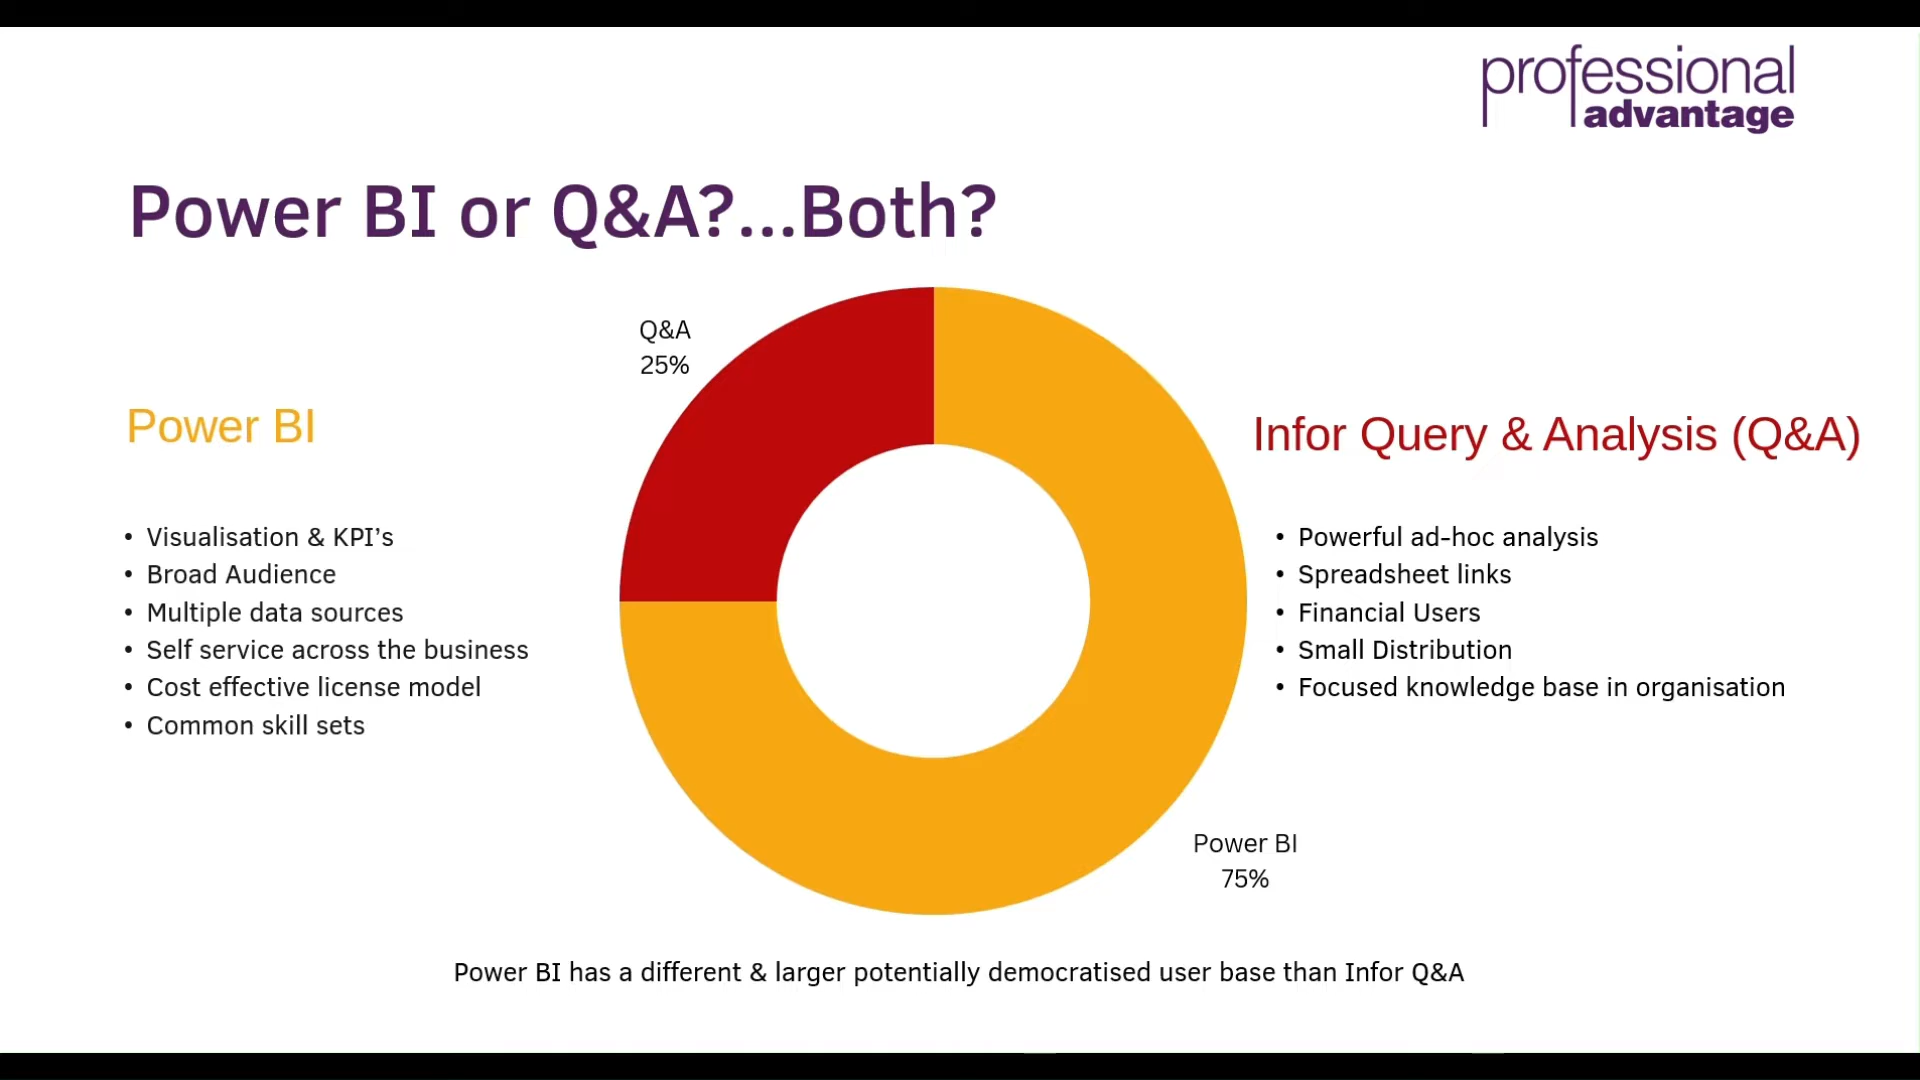 professional
advantage
Power BI or Q&A?...Both?
Q&A
25%
Power BI
• Visualisation & KPI’s
• Broad Audience
• Multiple data sources
• Self service across the business
• Cost effective license model
• Common skill sets
Infor Query & Analysis (Q&A)
• Powerful ad-hoc analysis
• Spreadsheet links
• Financial Users
• Small Distribution
• Focused knowledge base in organisation
Power BI
75%
Power BI has a different & larger potentially democratised user base than Infor Q&A